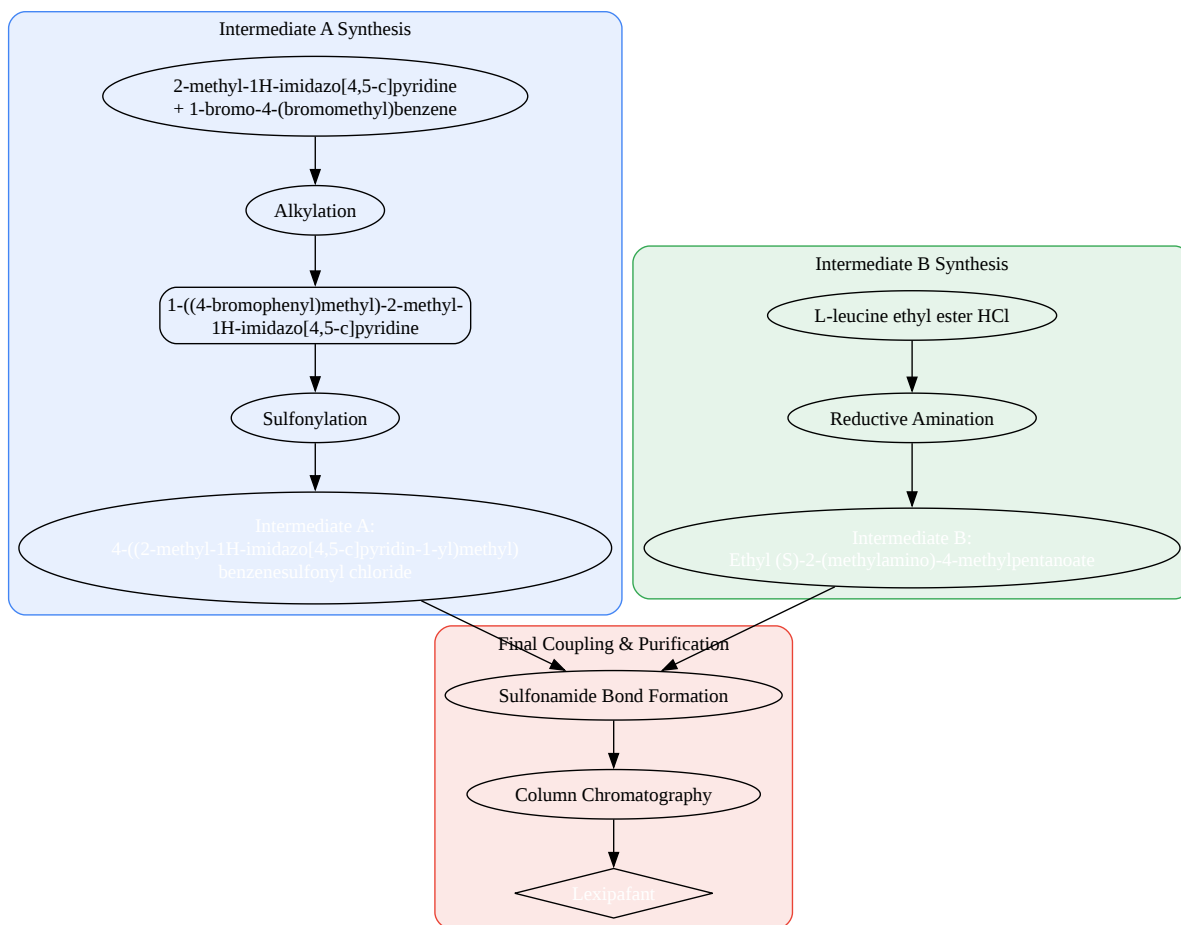 Intermediate A Synthesis
2-methyl-1H-imidazo[4,5-c]pyridine
+ 1-bromo-4-(bromomethyl)benzene
Alkylation
1-((4-bromophenyl)methyl)-2-methyl-
1H-imidazo[4,5-c]pyridine
Sulfonylation
Intermediate A:
4-((2-methyl-1H-imidazo[4,5-c]pyridin-1-yl)methyl)
benzenesulfonyl chloride
Intermediate B Synthesis
L-leucine ethyl ester HCl
Reductive Amination
Intermediate B:
Ethyl (S)-2-(methylamino)-4-methylpentanoate
Final Coupling & Purification
Sulfonamide Bond Formation
Column Chromatography
Lexipafant